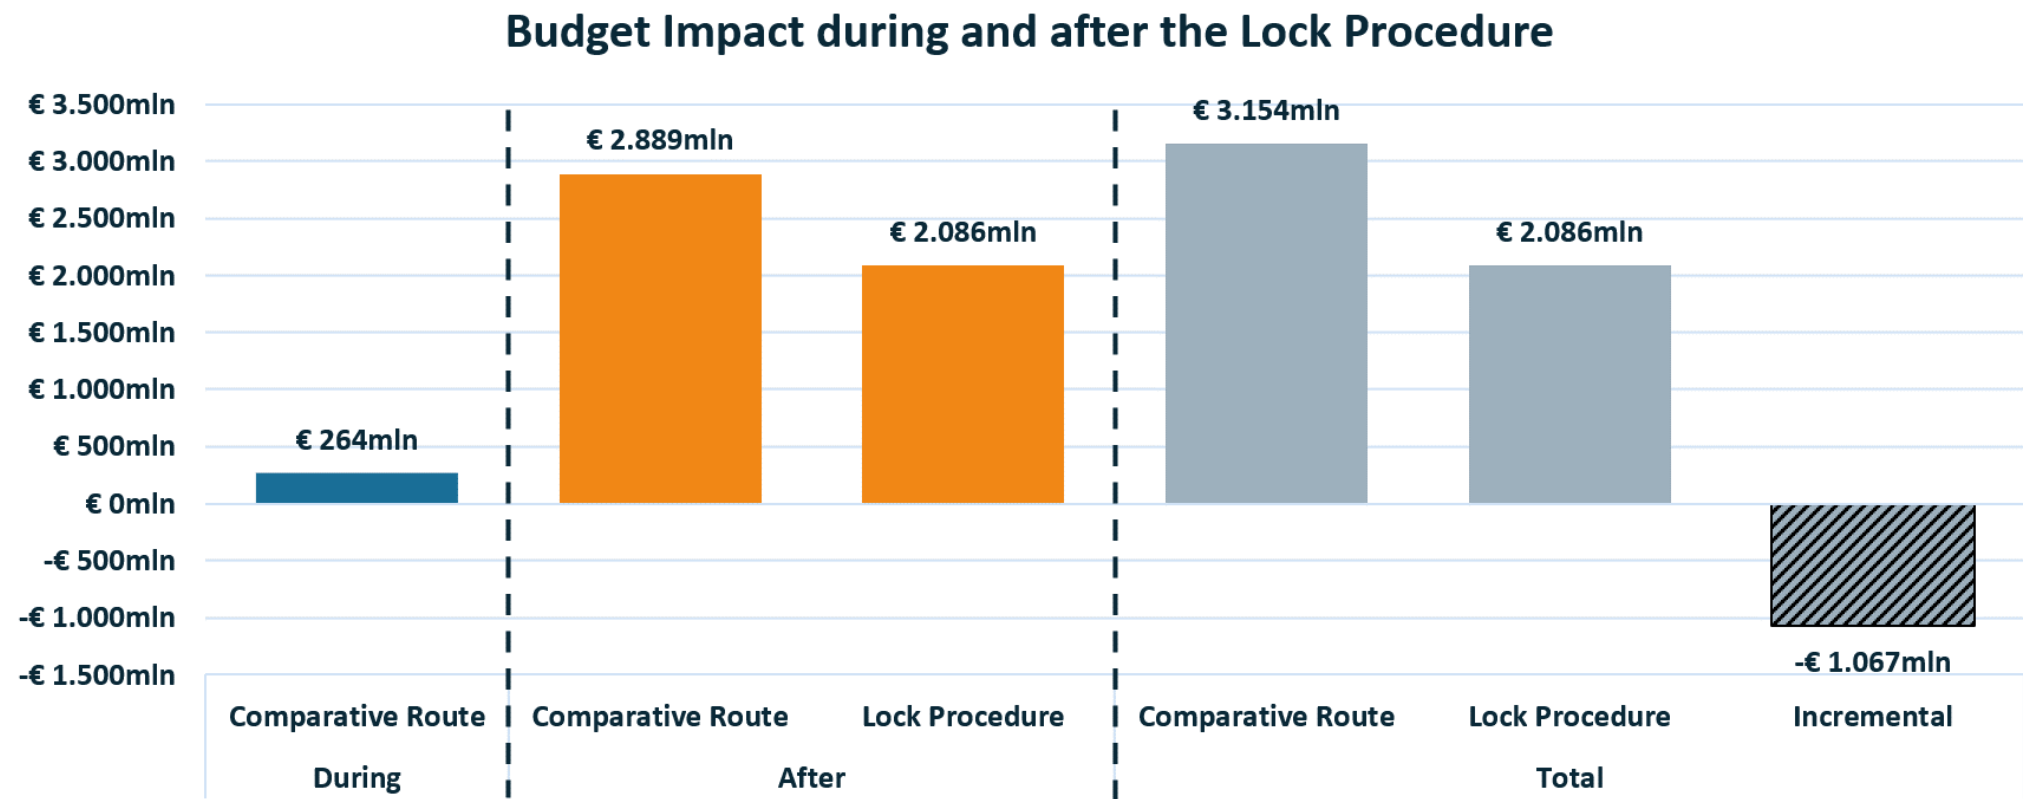 Budget Impact during and after the Lock Procedure
€ 3.500mln
€ 3.000mln
€ 2.500mln
€ 2.000mln
€ 1.500mln
€ 1.000mln
€ 500mln
€ 0mln
-€ 500mln
-€ 1.000mln
-€ 1.500mln
€ 264mln
€ 2.889mln
€ 2.086mln
€ 3.154mln
€ 2.086mln
-€ 1.067mln
Comparative Route
Comparative Route
Lock Procedure
Comparative Route
Lock Procedure
Incremental
During
After
Total